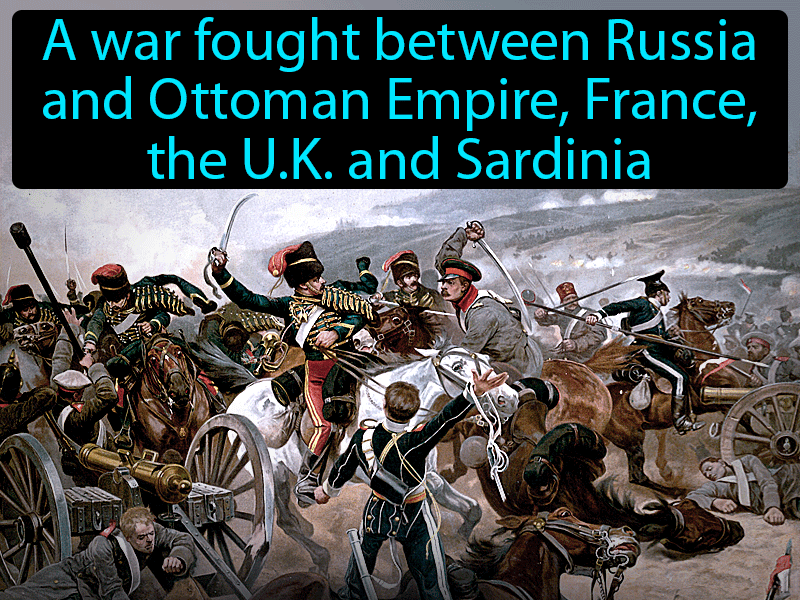 A war fought between Russia
and Ottoman Empire, France,
the U.K. and Sardinia